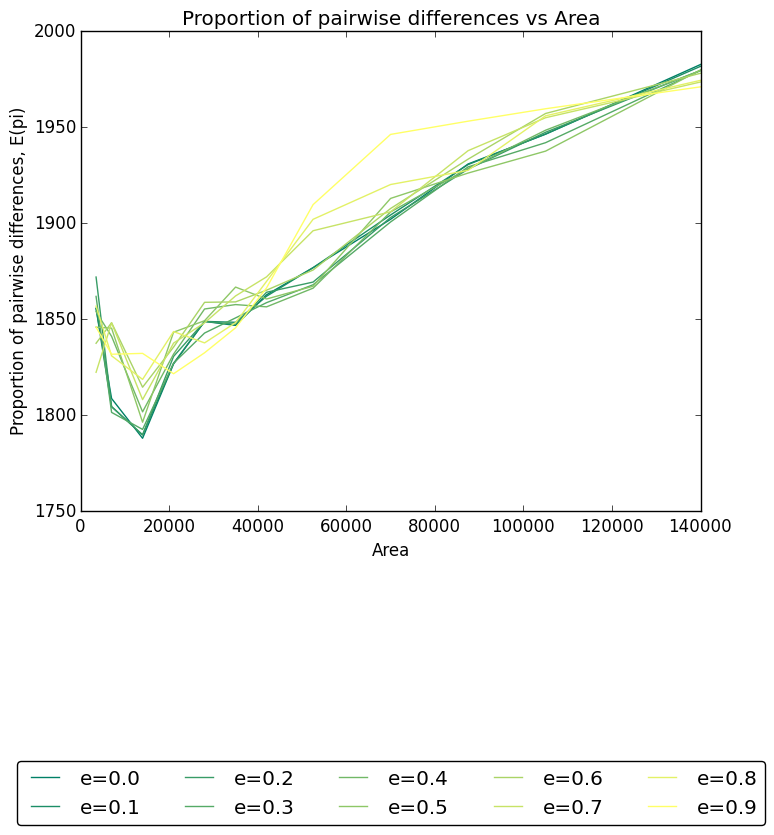 Proportion of pairwise differences vs Area
Proportion of pairwise differences, E(pi)
2000
1950
1900
1850
1800
1750
0 20000 40000 60000 80000 100000 120000 140000
Area
e=0.0 e=0.2 e=0.4 e=0.6 e=0.8
e=0.1 e=0.3 e=0.5 e=0.7 e=0.9